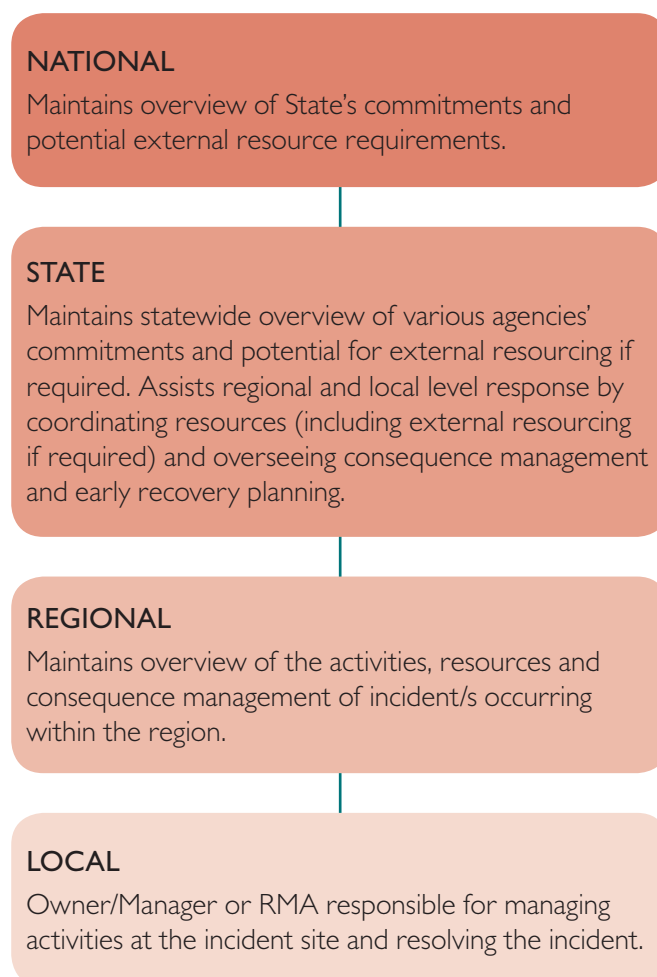 NATIONAL
Maintains overview of State’s commitments and
potential external resource requirements.
STATE
Maintains statewide overview of various agencies’
commitments and potential for external resourcing if
required. Assists regional and local level response by
coordinating resources (including external resourcing
if required) and overseeing consequence management
and early recovery planning.
REGIONAL
Maintains overview of the activities, resources and
consequence management of incident/s occurring
within the region.
LOCAL
Owner/Manager or RMA responsible for managing
activities at the incident site and resolving the incident.